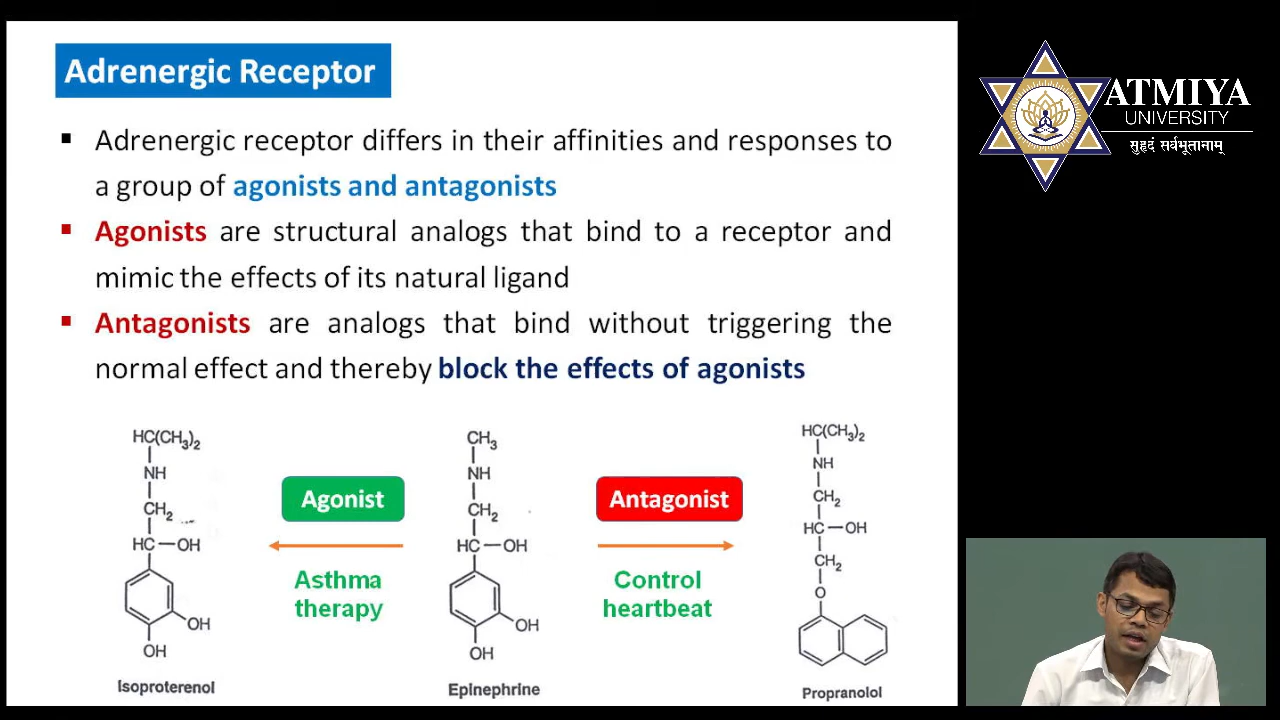 Adrenergic Receptor
Adrenergic receptor differs in their affinities and responses to
a group of agonists and antagonists
Agonists are structural analogs that bind to a receptor and
mimic the effects of its natural ligand
Antagonists are analogs that bind without triggering the
normal effect and thereby block the effects of agonists
HC(CH₃)₂
NH
CH₂
HC—OH
OH
OH
Isoproterenol
Agonist
Asthma
therapy
CH₃
NH
CH₂
HC—OH
OH
OH
Epinephrine
Antagonist
Control
heartbeat
HC(CH₃)₂
NH
CH₂
HC—OH
CH₂
O
Propranolol
ATMIYA
UNIVERSITY
सुहृदं सर्वभूतानाम्